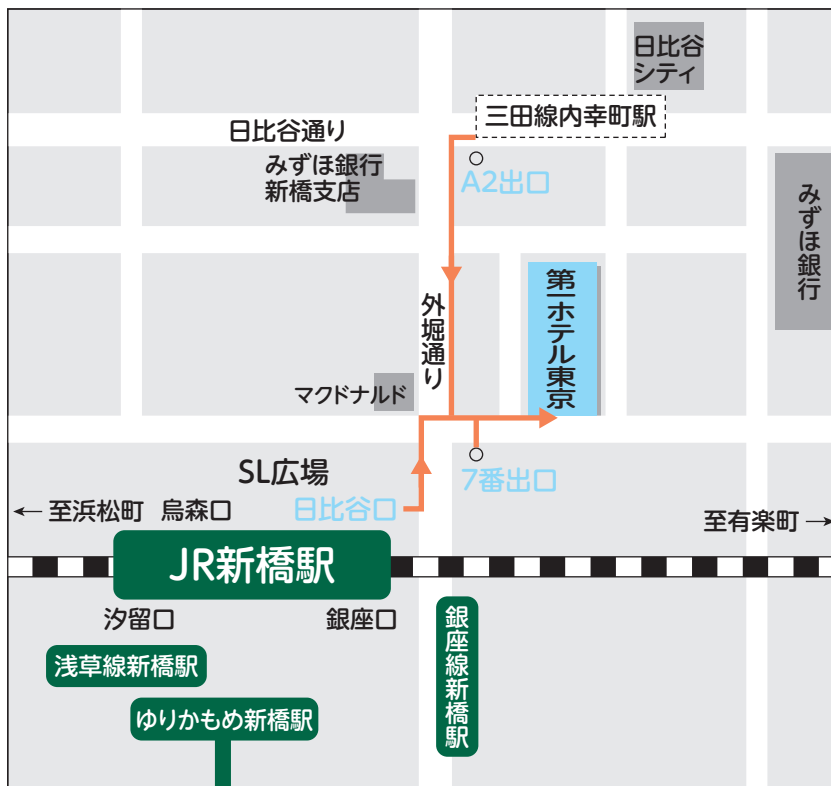 日比谷
シティ
三田線内幸町駅
日比谷通り
みずほ銀行
新橋支店
A2出口
みずほ銀行
第一ホテル東京
外堀通り
マクドナルド
SL広場
7番出口
日比谷口
←至浜松町
烏森口
至有楽町→
JR新橋駅
汐留口
銀座口
銀座線新橋駅
浅草線新橋駅
ゆりかもめ新橋駅